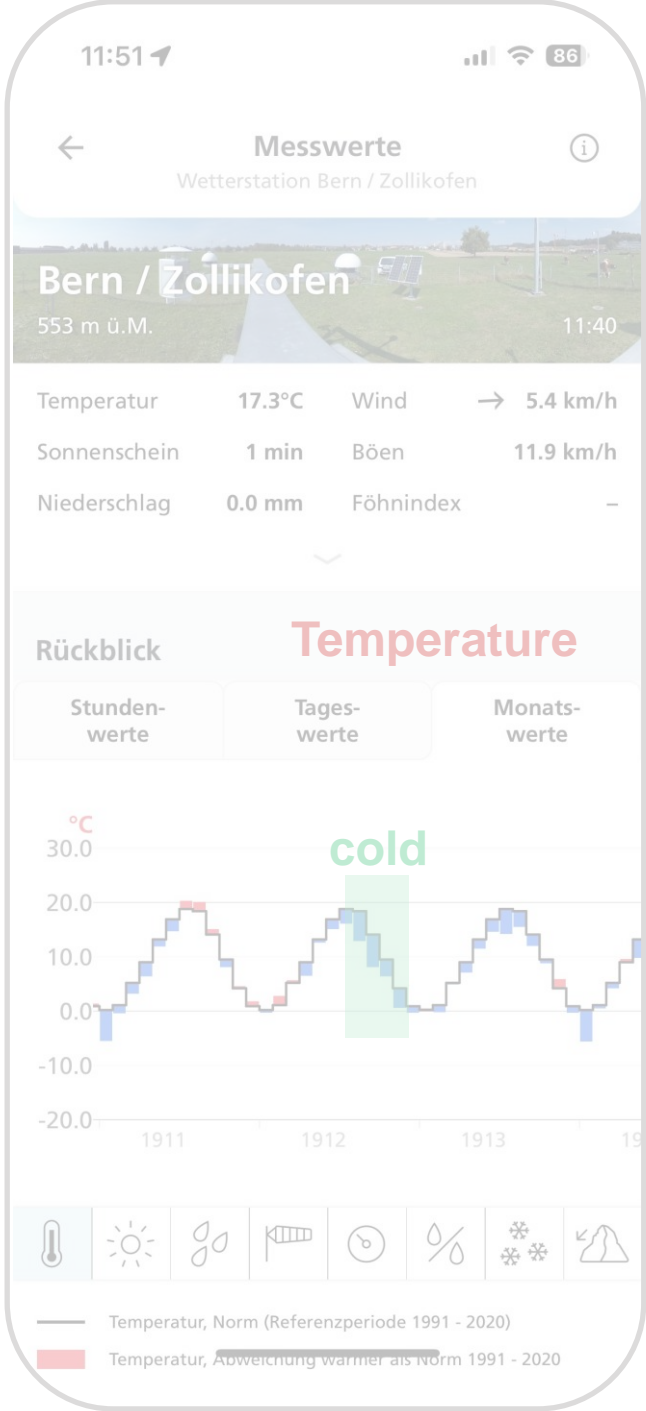 11:51
86
Messwerte
Wetterstation Bern / Zollikofen
Bern / Zollikofen
553 m ü.M. 11:40
Temperatur 17.3°C Wind → 5.4 km/h
Sonnenschein 1 min Böen 11.9 km/h
Niederschlag 0.0 mm Föhnindex –
Rückblick
Temperature
Stunden-
werte
Tages-
werte
Monats-
werte
°C
cold
30.0
20.0
10.0
0.0
-10.0
-20.0
1911 1912 1913 19
Temperatur, Norm (Referenzperiode 1991 - 2020)
Temperatur, Abweichung wärmer als Norm 1991 - 2020